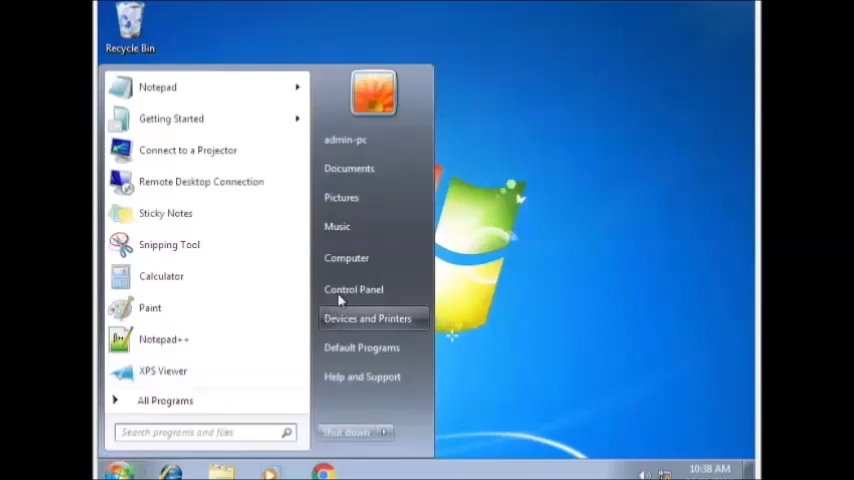 Recycle Bin
Notepad
Getting Started
Connect to a Projector
Remote Desktop Connection
Sticky Notes
Snipping Tool
Calculator
Paint
Notepad++
XPS Viewer
All Programs
Search programs and files
admin-pc
Documents
Pictures
Music
Computer
Control Panel
Devices and Printers
Default Programs
Help and Support
Shut down
10:38 AM